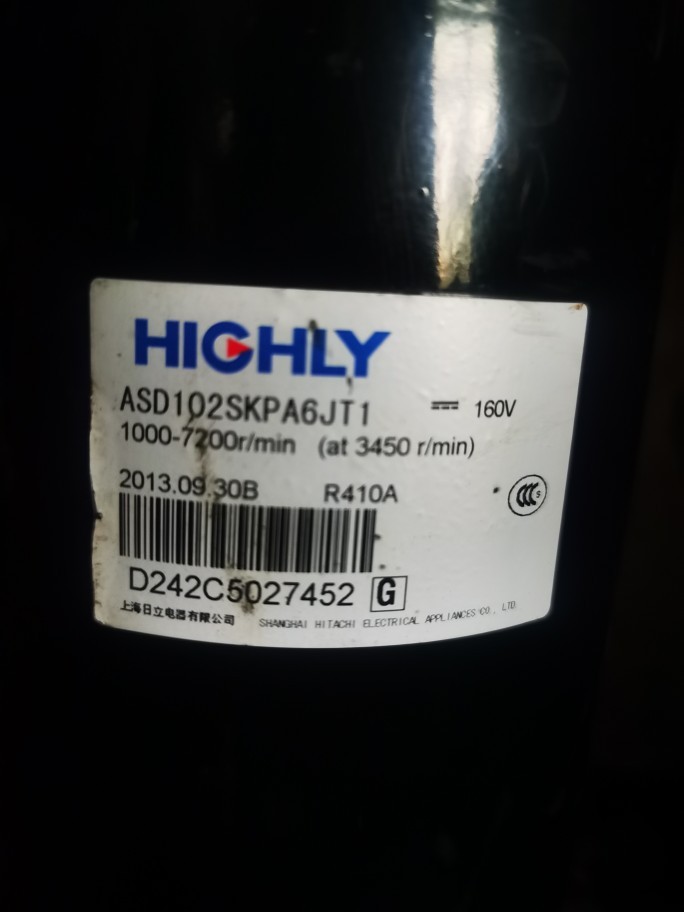 HIGHLY
ASD102SKPA6JT1 ⎓ 160V
1000-7200r/min (at 3450 r/min)
2013.09.30B R410A
CCC S
D242C5027452 G
上海日立电器有限公司 SHANGHAI HITACHI ELECTRICAL APPLIANCES CO., LTD.